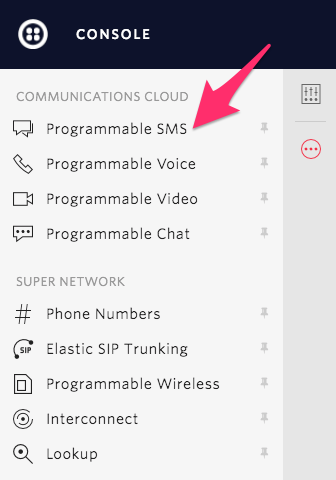 CONSOLE
COMMUNICATIONS CLOUD
Programmable SMS
Programmable Voice
Programmable Video
Programmable Chat
SUPER NETWORK
Phone Numbers
SIP Elastic SIP Trunking
Programmable Wireless
Interconnect
Lookup